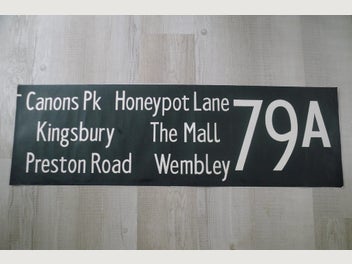 Canons Pk Honeypot Lane
Kingsbury The Mall
Preston Road Wembley
79A